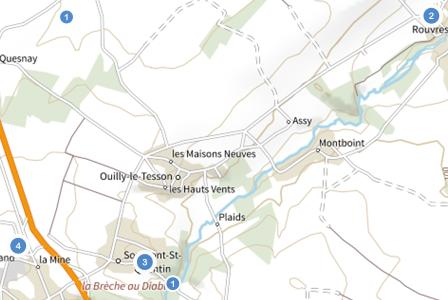 1
2
Rouvres
Quesnay
Assy
Montboint
les Maisons Neuves
Ouilly-le-Tesson
les Hauts Vents
Plaids
4
la Mine
3
la Brèche au Diable
1